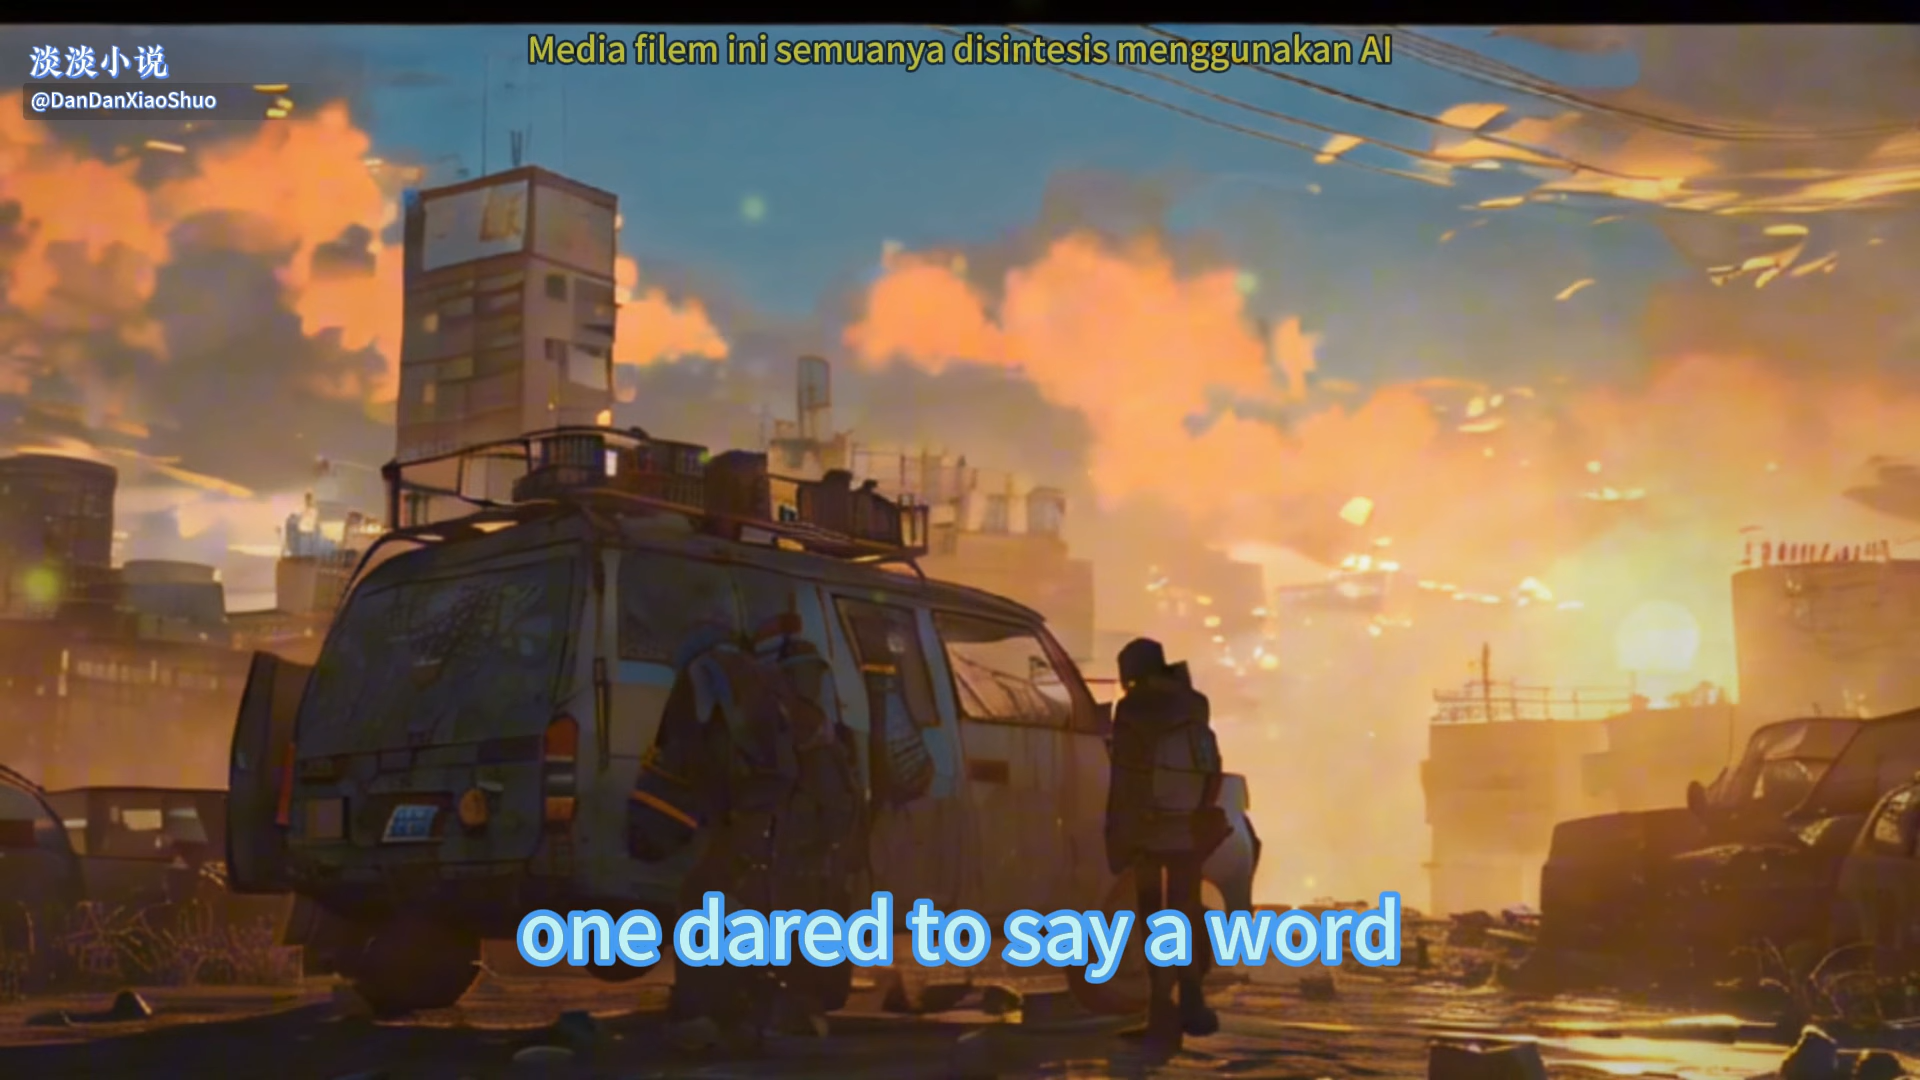 淡淡小说
@DanDanXiaoShuo
Media filem ini semuanya disintesis menggunakan AI
one dared to say a word